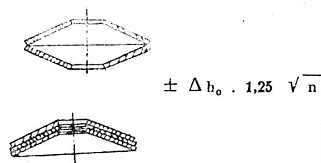 ± Δ h₀ . 1,25 √n